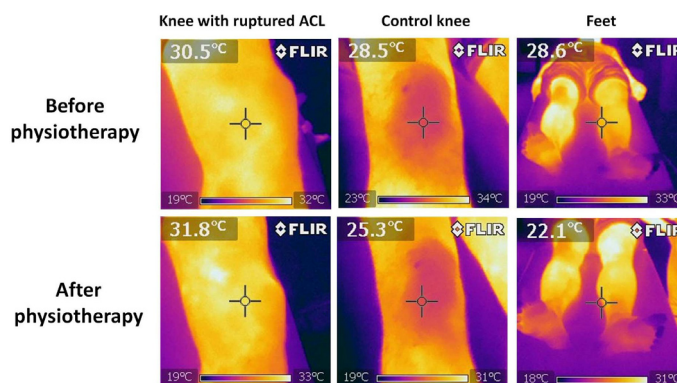 Knee with ruptured ACL Control knee Feet
Before
physiotherapy
30.5°C FLIR 28.5°C FLIR 28.6°C FLIR
19°C 32°C 23°C 34°C 19°C 33°C
After
physiotherapy
31.8°C FLIR 25.3°C FLIR 22.1°C FLIR
19°C 33°C 19°C 31°C 18°C 31°C